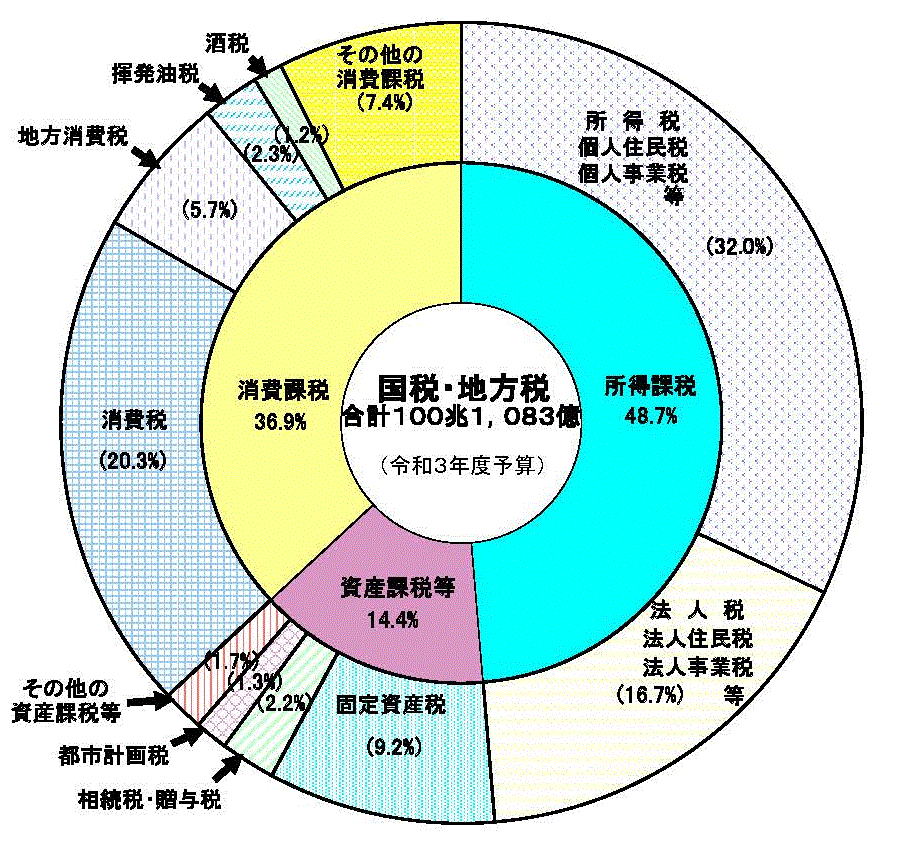 国税・地方税
合計100兆1,083億
(令和3年度予算)
所得課税
48.7%
所 得 税
個人住民税
個人事業税
等
(32.0%)
法 人 税
法人住民税
法人事業税
(16.7%) 等
資産課税等
14.4%
固定資産税
(9.2%)
(2.2%)
相続税・贈与税
(1.3%)
都市計画税
(1.7%)
その他の
資産課税等
消費課税
36.9%
消費税
(20.3%)
地方消費税
(5.7%)
揮発油税
(2.3%)
酒税
(1.2%)
その他の
消費課税
(7.4%)